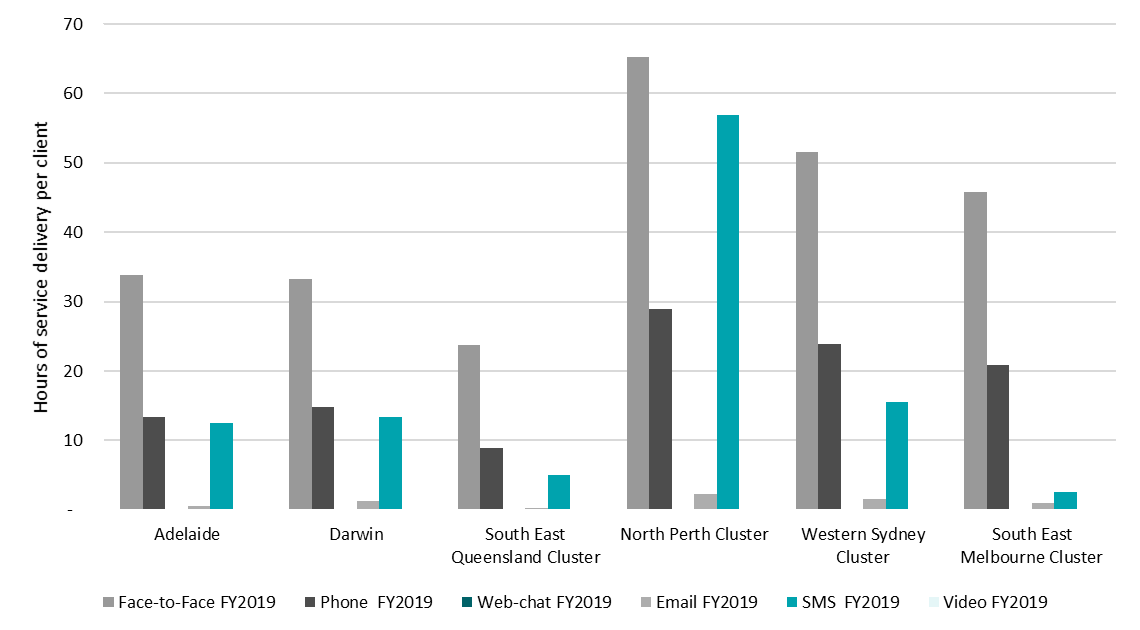 70
60
50
40
30
20
10
-
Hours of service delivery per client
Adelaide
Darwin
South East
Queensland Cluster
North Perth Cluster
Western Sydney
Cluster
South East
Melbourne Cluster
Face-to-Face FY2019
Phone FY2019
Web-chat FY2019
Email FY2019
SMS FY2019
Video FY2019